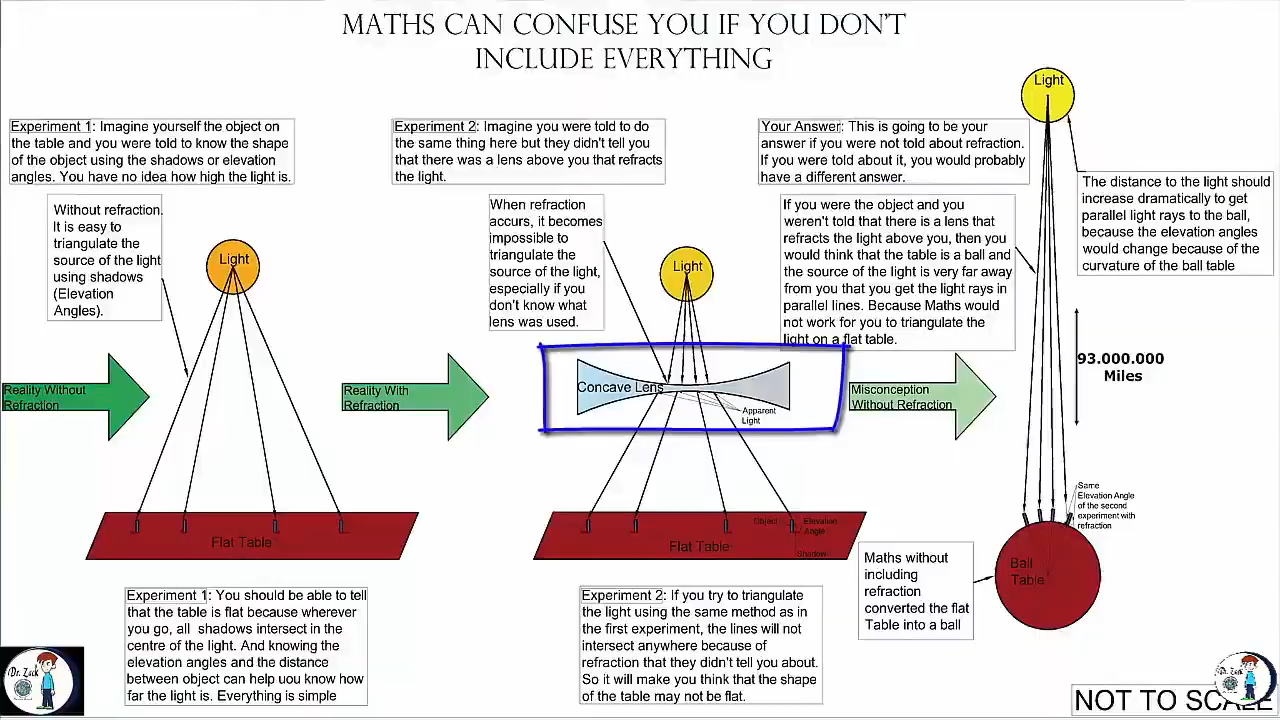 MATHS CAN CONFUSE YOU IF YOU DON'T
INCLUDE EVERYTHING
Experiment 1: Imagine yourself the object on
the table and you were told to know the shape
of the object using the shadows or elevation
angles. You have no idea how high the light is.
Without refraction.
It is easy to
triangulate the
source of the light
using shadows
(Elevation
Angles).
Light
Reality Without
Refraction
Flat Table
Experiment 1: You should be able to tell
that the table is flat because wherever
you go, all shadows intersect in the
centre of the light. And knowing the
elevation angles and the distance
between object can help uou know how
far the light is. Everything is simple
Experiment 2: Imagine you were told to do
the same thing here but they didn't tell you
that there was a lens above you that refracts
the light.
When refraction
accurs, it becomes
impossible to
triangulate the
source of the light,
especially if you
don't know what
lens was used.
Light
Reality With
Refraction
Concave Lens
Apparent
Light
Object
Elevation
Angle
Shadow
Flat Table
Experiment 2: If you try to triangulate
the light using the same method as in
the first experiment, the lines will not
intersect anywhere because of
refraction that they didn't tell you about.
So it will make you think that the shape
of the table may not be flat.
Your Answer: This is going to be your
answer if you were not told about refraction.
If you were told about it, you would probably
have a different answer.
If you were the object and you
weren't told that there is a lens that
refracts the light above you, then you
would think that the table is a ball and
the source of the light is very far away
from you that you get the light rays in
parallel lines. Because Maths would
not work for you to triangulate the
light on a flat table.
Misconception
Without Refraction
Light
The distance to the light should
increase dramatically to get
parallel light rays to the ball,
because the elevation angles
would change because of the
curvature of the ball table
93.000.000
Miles
Same
Elevation Angle
of the second
experiment with
refraction
Ball
Table
Maths without
including
refraction
converted the flat
Table into a ball
Dr. Zack
Dr. Zack
NOT TO SCALE